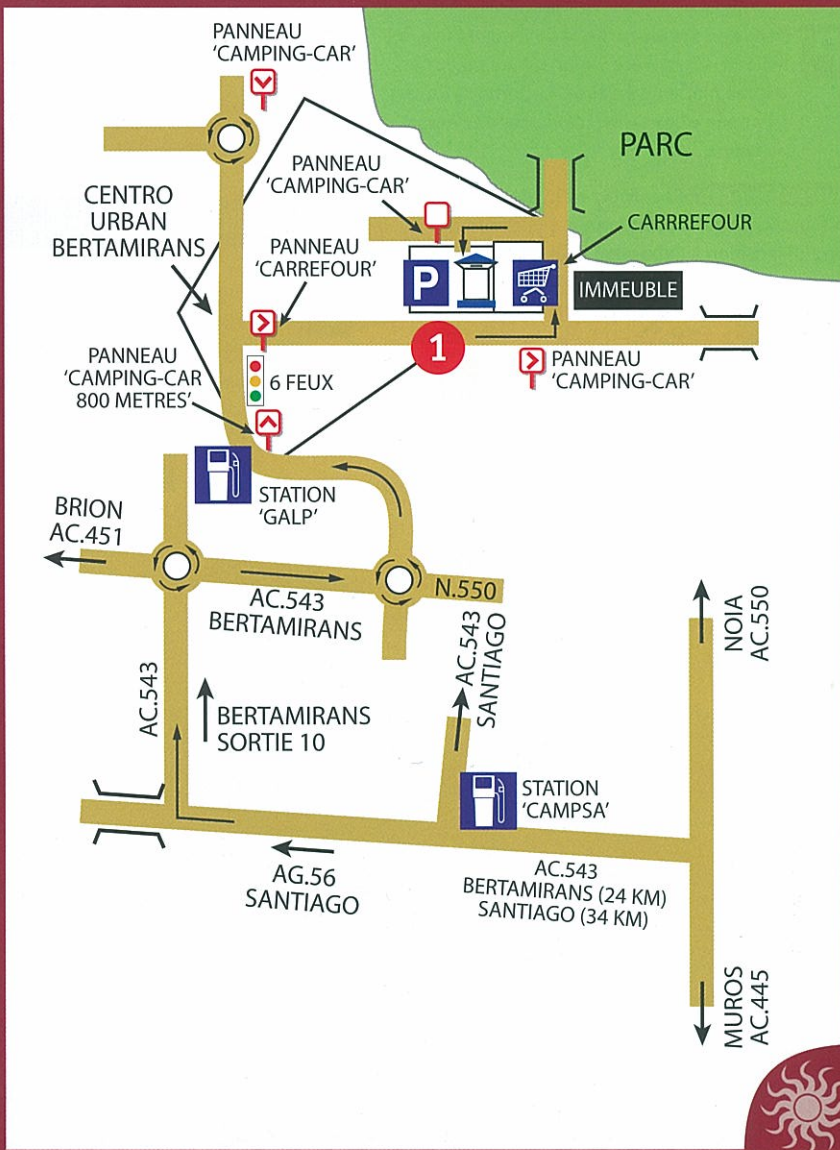 PANNEAU
'CAMPING-CAR'
PARC
PANNEAU
'CAMPING-CAR'
CENTRO
URBAN
BERTAMIRANS
CARRREFOUR
PANNEAU
'CARREFOUR'
P
IMMEUBLE
1
PANNEAU
'CAMPING-CAR
800 METRES'
6 FEUX
PANNEAU
'CAMPING-CAR'
STATION
'GALP'
BRION
AC.451
N.550
AC.543
BERTAMIRANS
AC.543
SANTIAGO
NOIA
AC.550
AC.543
BERTAMIRANS
SORTIE 10
STATION
'CAMPSA'
AG.56
SANTIAGO
AC.543
BERTAMIRANS (24 KM)
SANTIAGO (34 KM)
MUROS
AC.445